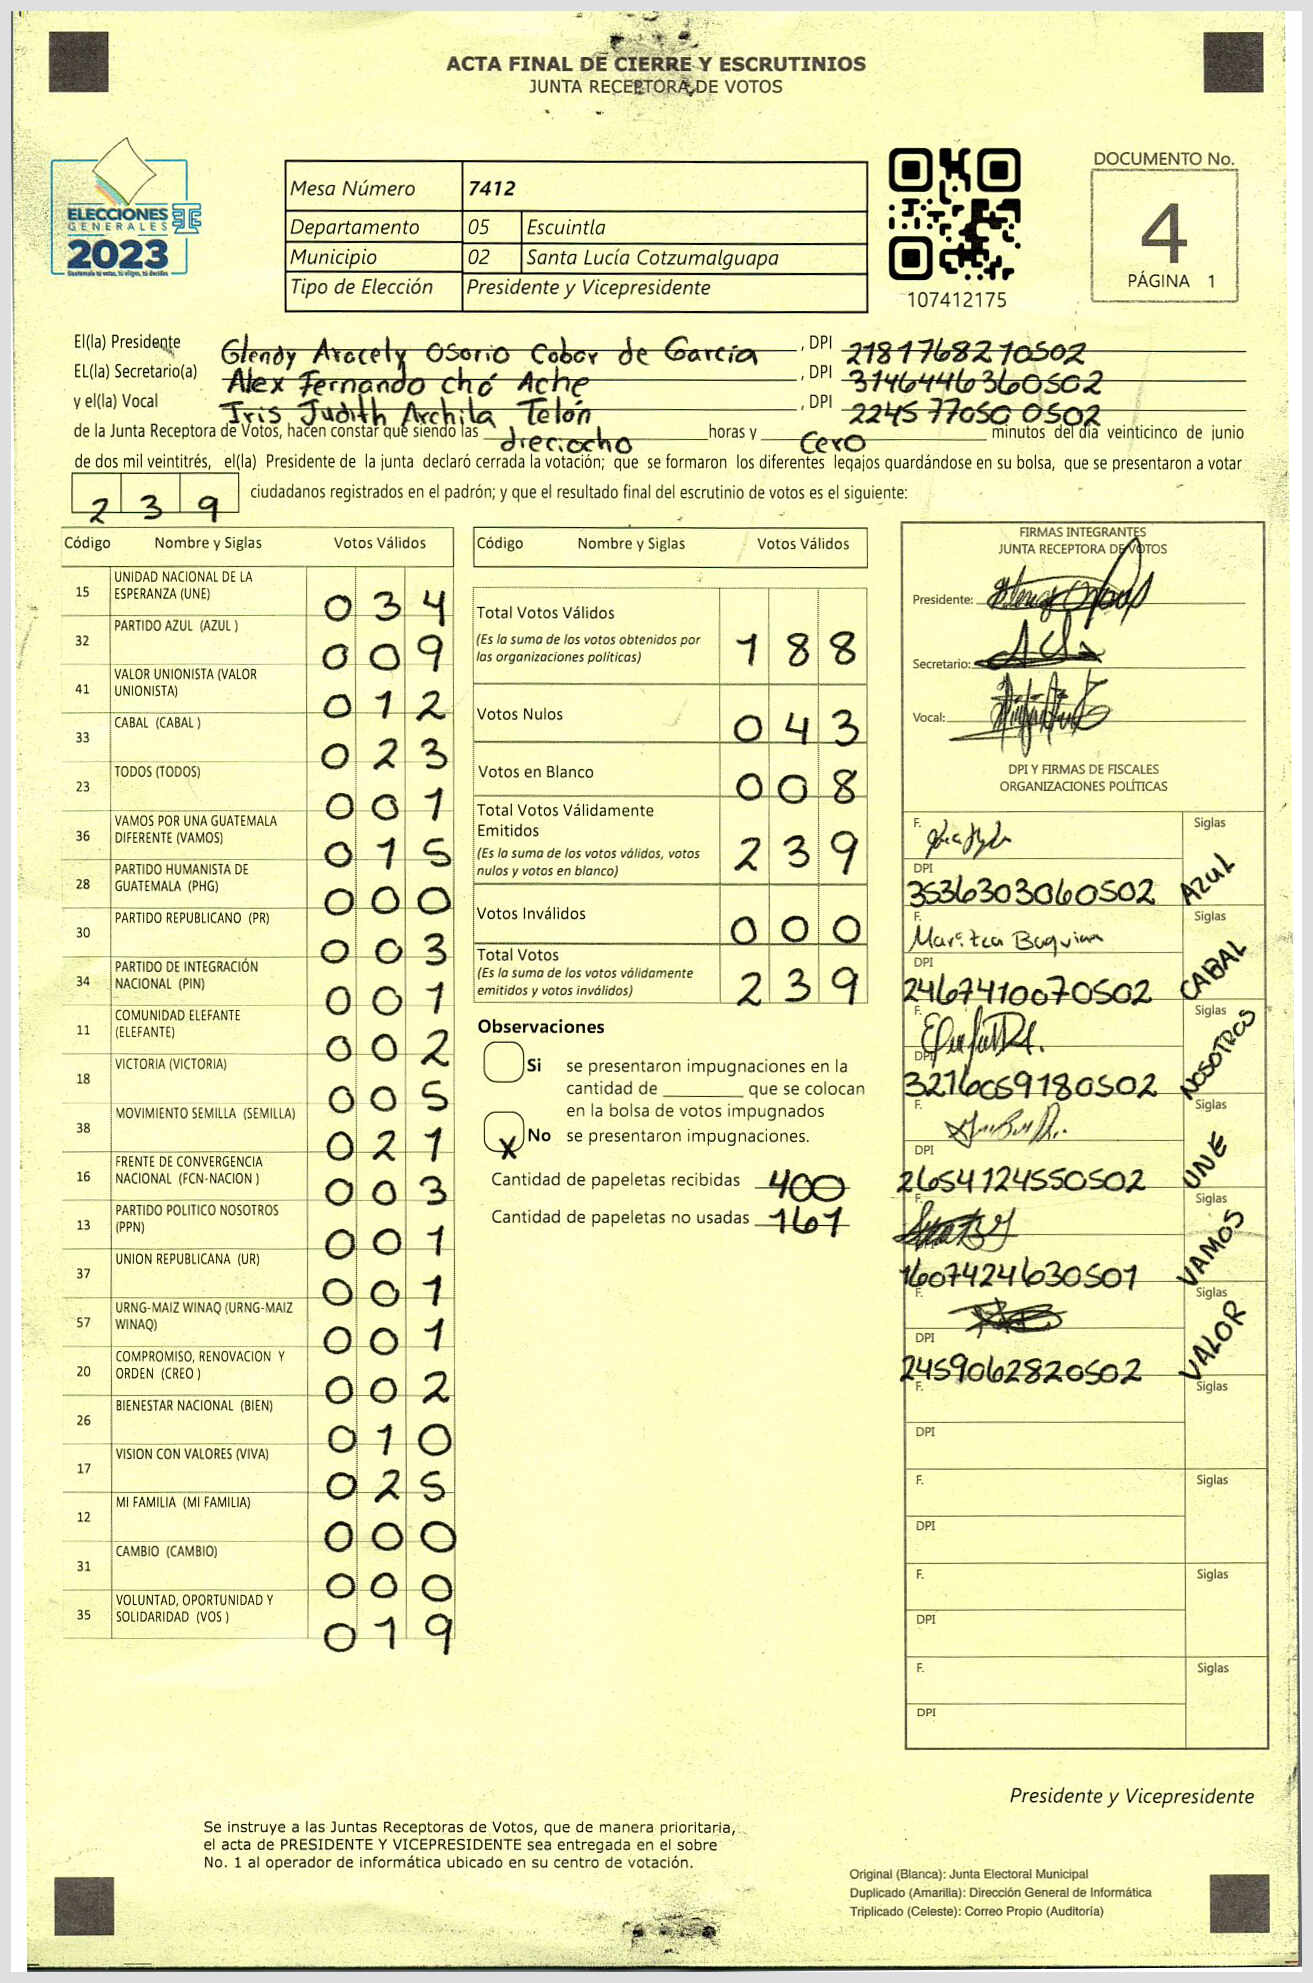 ACTA FINAL DE CIERRE Y ESCRUTINIOS
JUNTA RECEPTORA DE VOTOS
ELECCIONES
GENERALES
2023
Guatemala tú votas, tú eliges, tú decides
Mesa Número 7412
Departamento 05 Escuintla
Municipio 02 Santa Lucía Cotzumalguapa
Tipo de Elección Presidente y Vicepresidente
107412175
DOCUMENTO No.
4
PÁGINA 1
El(la) Presidente Glendy Aracely Osorio Cobar de Garcia , DPI 2181768210502
EL(la) Secretario(a) Alex Fernando chó Ache , DPI 3146446360502
y el(la) Vocal Iris Judith Archila Telón , DPI 2245770500502
de la Junta Receptora de Votos, hacen constar que siendo las dieciocho horas y cero minutos del día veinticinco de junio
de dos mil veintitrés, el(la) Presidente de la junta declaró cerrada la votación; que se formaron los diferentes legajos guardándose en su bolsa, que se presentaron a votar
239 ciudadanos registrados en el padrón; y que el resultado final del escrutinio de votos es el siguiente:
Código Nombre y Siglas Votos Válidos
15 UNIDAD NACIONAL DE LA
ESPERANZA (UNE) 034
32 PARTIDO AZUL (AZUL ) 009
41 VALOR UNIONISTA (VALOR
UNIONISTA) 012
33 CABAL (CABAL ) 023
23 TODOS (TODOS) 001
36 VAMOS POR UNA GUATEMALA
DIFERENTE (VAMOS) 015
28 PARTIDO HUMANISTA DE
GUATEMALA (PHG) 000
30 PARTIDO REPUBLICANO (PR) 003
34 PARTIDO DE INTEGRACIÓN
NACIONAL (PIN) 001
11 COMUNIDAD ELEFANTE
(ELEFANTE) 002
18 VICTORIA (VICTORIA) 005
38 MOVIMIENTO SEMILLA (SEMILLA) 021
16 FRENTE DE CONVERGENCIA
NACIONAL (FCN-NACION ) 003
13 PARTIDO POLITICO NOSOTROS
(PPN) 001
37 UNION REPUBLICANA (UR) 001
57 URNG-MAIZ WINAQ (URNG-MAIZ
WINAQ) 001
20 COMPROMISO, RENOVACION Y
ORDEN (CREO ) 002
26 BIENESTAR NACIONAL (BIEN) 010
17 VISION CON VALORES (VIVA) 025
12 MI FAMILIA (MI FAMILIA) 000
31 CAMBIO (CAMBIO) 000
35 VOLUNTAD, OPORTUNIDAD Y
SOLIDARIDAD (VOS ) 019
Código Nombre y Siglas Votos Válidos
Total Votos Válidos
(Es la suma de los votos obtenidos por
las organizaciones políticas) 188
Votos Nulos 043
Votos en Blanco 008
Total Votos Válidamente
Emitidos
(Es la suma de los votos válidos, votos
nulos y votos en blanco) 239
Votos Inválidos 000
Total Votos
(Es la suma de los votos válidamente
emitidos y votos inválidos) 239
Observaciones
Si se presentaron impugnaciones en la
cantidad de ________ que se colocan
en la bolsa de votos impugnados
X No se presentaron impugnaciones.
Cantidad de papeletas recibidas 400
Cantidad de papeletas no usadas 161
FIRMAS INTEGRANTES
JUNTA RECEPTORA DE VOTOS
Presidente:
Secretario:
Vocal:
DPI Y FIRMAS DE FISCALES
ORGANIZACIONES POLÍTICAS
F. Siglas
DPI AZUL
3536303060502
F. Siglas
DPI CABAL
2467410070502
F. Siglas
DPI NOSOTROS
3216059180502
F. Siglas
DPI UNE
2654124550502
F. Siglas
DPI VAMOS
1607424630501
F. Siglas
DPI VALOR
2459062820502
F. Siglas
DPI
F. Siglas
DPI
F. Siglas
DPI
F. Siglas
DPI
Presidente y Vicepresidente
Se instruye a las Juntas Receptoras de Votos, que de manera prioritaria,
el acta de PRESIDENTE Y VICEPRESIDENTE sea entregada en el sobre
No. 1 al operador de informática ubicado en su centro de votación.
Original (Blanca): Junta Electoral Municipal
Duplicado (Amarilla): Dirección General de Informática
Triplicado (Celeste): Correo Propio (Auditoría)